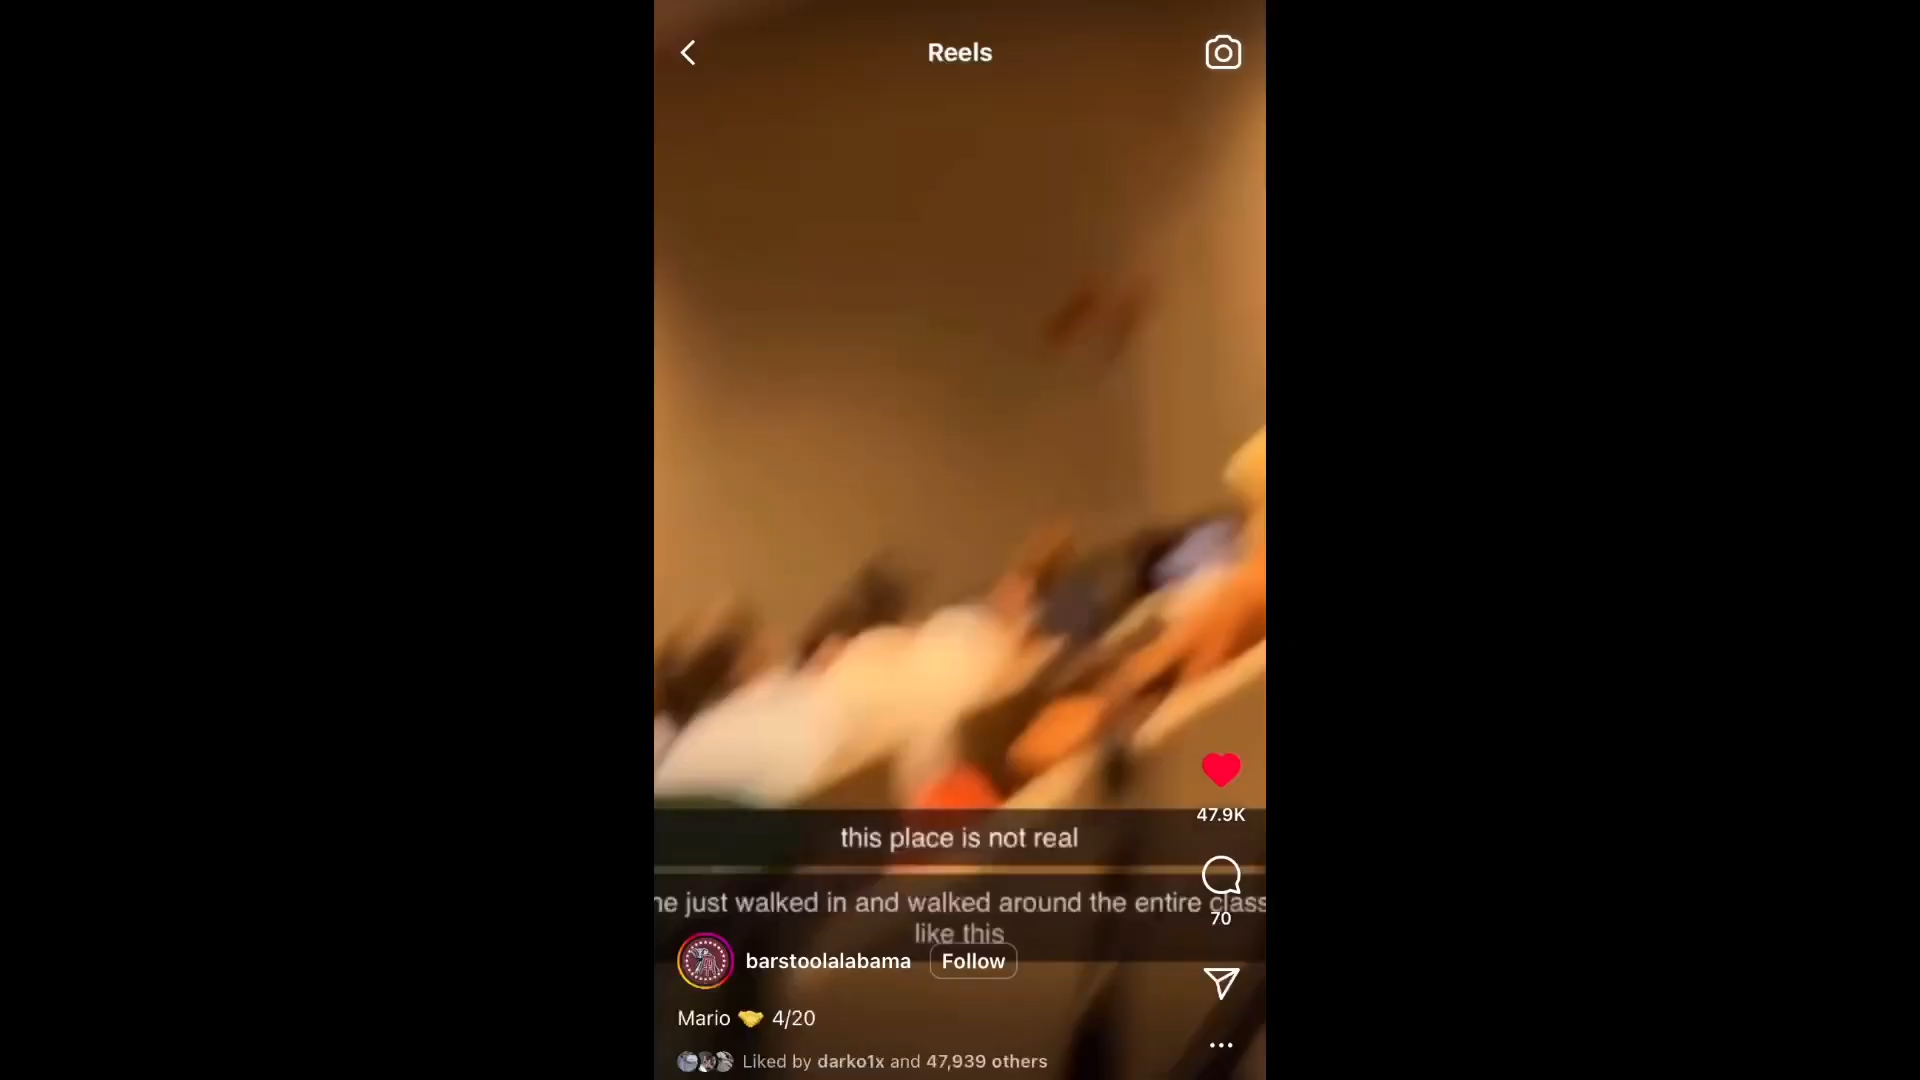 Reels
47.9K
this place is not real
he just walked in and walked around the entire class
like this
70
barstoolalabama
Follow
Mario 🤝 4/20
Liked by darko1x and 47,939 others